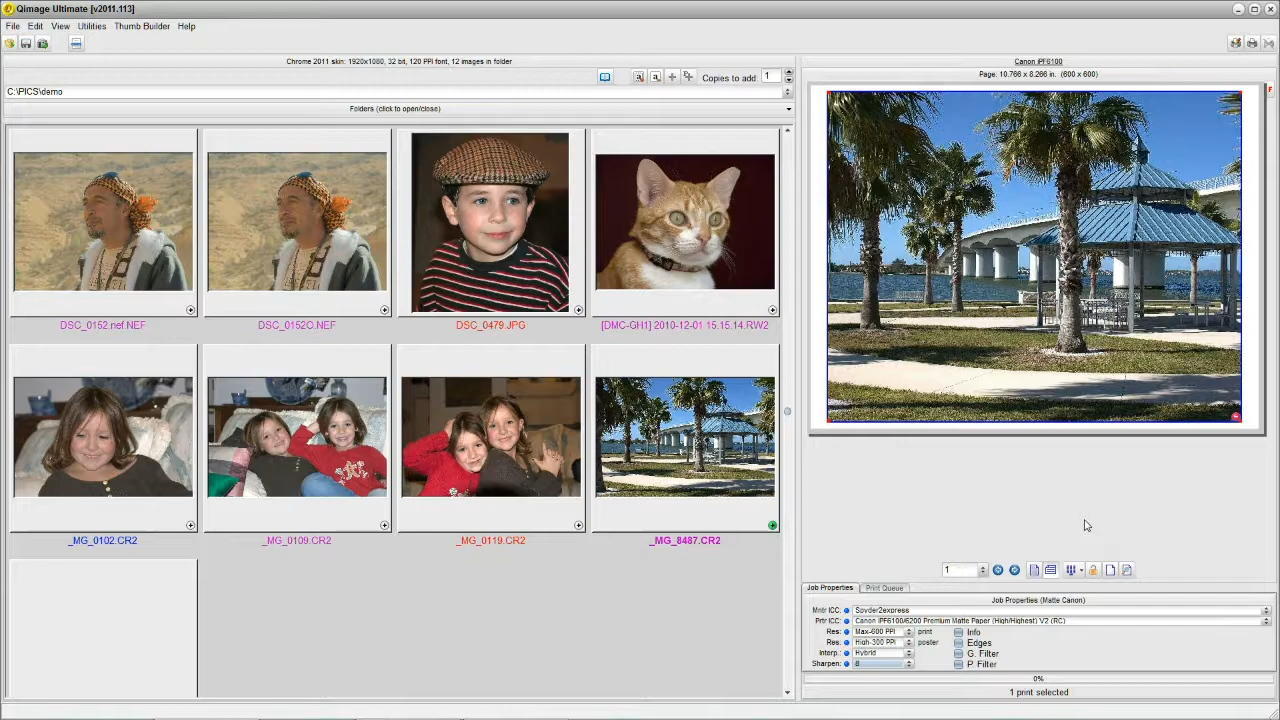 Qimage Ultimate [v2011.113]
File Edit View Utilities Thumb Builder Help
Chrome 2011 skin: 1920x1080, 32 bit, 120 PPI font, 12 images in folder
Copies to add: 1
C:\PICS\demo
Folders (click to open/close)
Canon iPF6100
Page: 10.766 x 8.266 in. (600 x 600)
DSC_0152.nef.NEF
DSC_0152O.NEF
DSC_0479.JPG
[DMC-GH1] 2010-12-01 15.15.14.RW2
_MG_0102.CR2
_MG_0109.CR2
_MG_0119.CR2
_MG_8487.CR2
1
Job Properties Print Queue
Job Properties (Matte Canon)
Mntr ICC: Spyder2express
Prtr ICC: Canon iPF6100/6200 Premium Matte Paper (High/Highest) V2 (RC)
Res: Max-600 PPI print Info
Res: High-300 PPI poster Edges
Interp.: Hybrid G. Filter
Sharpen: 8 P. Filter
0%
1 print selected